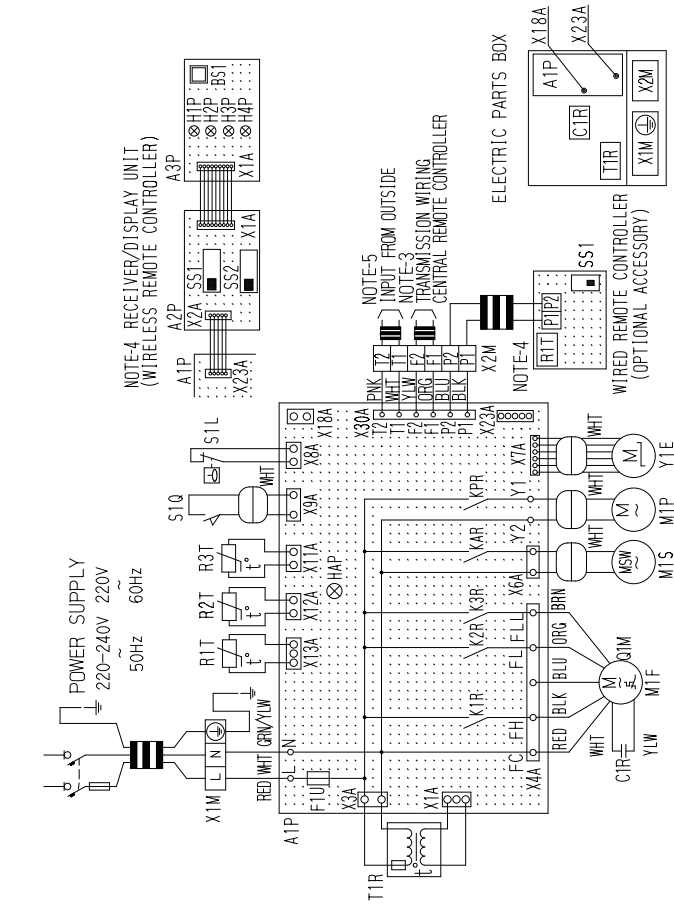 POWER SUPPLY
220-240V 220V
~ ~
50Hz 60Hz
L
N
X1M
RED
WHT
GRN/YLW
A1P
L
N
F1U
X3A
X1A
T1R
t°
R1T
t°
X13A
R2T
t°
X12A
R3T
t°
X11A
HAP
S1Q
X9A
WHT
S1L
X8A
X18A
X30A
T2
T1
F2
F1
P2
P1
X23A
PNK
WHT
YLW
ORG
BLU
BLK
T2
T1
F2
F1
P2
P1
X2M
NOTE-5
INPUT FROM OUTSIDE
NOTE-3
TRANSMISSION WIRING
CENTRAL REMOTE CONTROLLER
NOTE-4
R1T
P1P2
SS1
WIRED REMOTE CONTROLLER
(OPTIONAL ACCESSORY)
NOTE-4 RECEIVER/DISPLAY UNIT
(WIRELESS REMOTE CONTROLLER)
A1P
X23A
A2P
X2A
SS1
SS2
X1A
A3P
X1A
H1P
H2P
H3P
H4P
BS1
ELECTRIC PARTS BOX
X18A
X23A
A1P
C1R
T1R
X1M
X2M
K1R
K2R
K3R
KAR
KPR
FC
FH
FL
FLL
X4A
X6A
Y2
Y1
X7A
RED
BLK
BLU
ORG
BRN
WHT
YLW
C1R
M
~
Q1M
M1F
WHT
MSW
~
M1S
WHT
M
~
M1P
WHT
M
Y1E